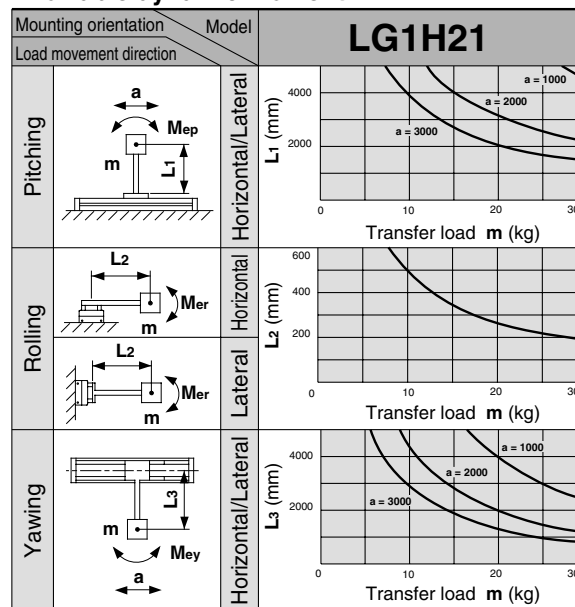 Mounting orientation
Model
Load movement direction
LG1H21
Pitching
a
Mep
m
L1
Horizontal/Lateral
L1 (mm)
4000
2000
a = 1000
a = 2000
a = 3000
0
10
20
30
Transfer load m (kg)
Rolling
L2
Mer
m
Horizontal
L2
Mer
m
Lateral
L2 (mm)
600
400
200
0
10
20
30
Transfer load m (kg)
Yawing
L3
m
Mey
a
Horizontal/Lateral
L3 (mm)
4000
2000
a = 1000
a = 2000
a = 3000
0
10
20
30
Transfer load m (kg)